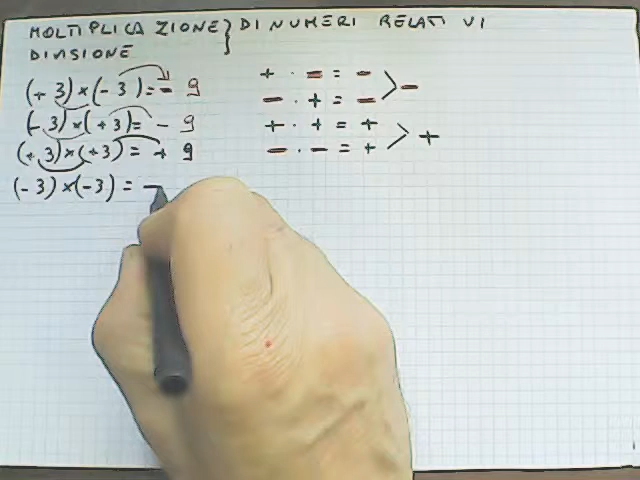 MOLTIPLICAZIONE } DI NUMERI RELATIVI
DIVISIONE
(+3)×(-3)=- 9
(-3)×(+3)=- 9
(+3)×(+3)=+ 9
(-3)×(-3)=-
+ · - = -
- · + = - > -
+ · + = +
- · - = + > +